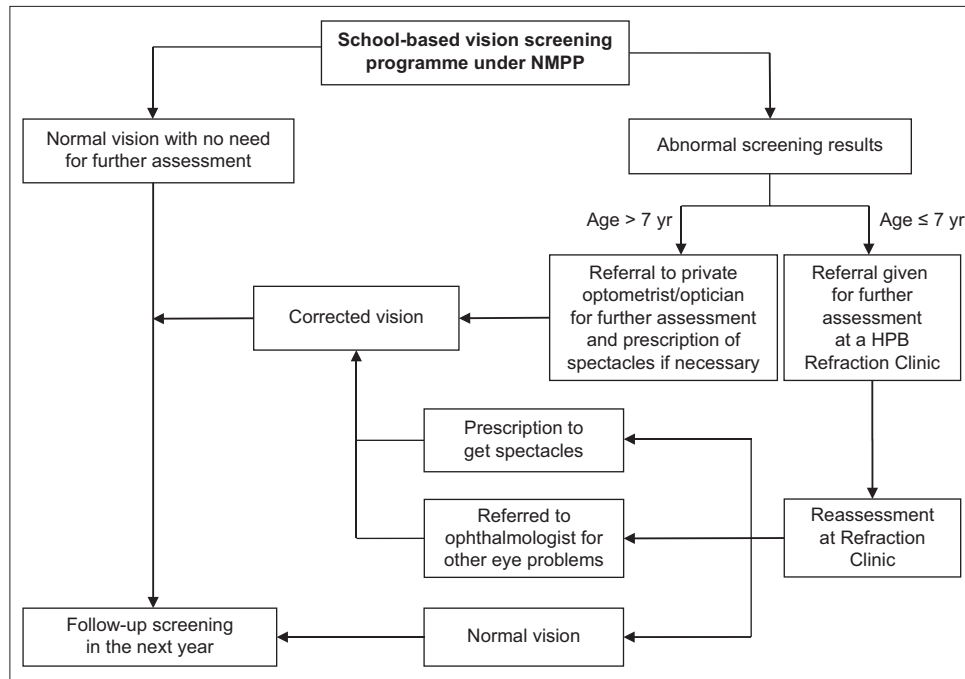 School-based vision screening
programme under NMPP
Normal vision with no need
for further assessment
Abnormal screening results
Age > 7 yr
Age ≤ 7 yr
Referral to private
optometrist/optician
for further assessment
and prescription of
spectacles if necessary
Referral given
for further
assessment
at a HPB
Refraction Clinic
Corrected vision
Prescription to
get spectacles
Referred to
ophthalmologist for
other eye problems
Reassessment
at Refraction
Clinic
Follow-up screening
in the next year
Normal vision